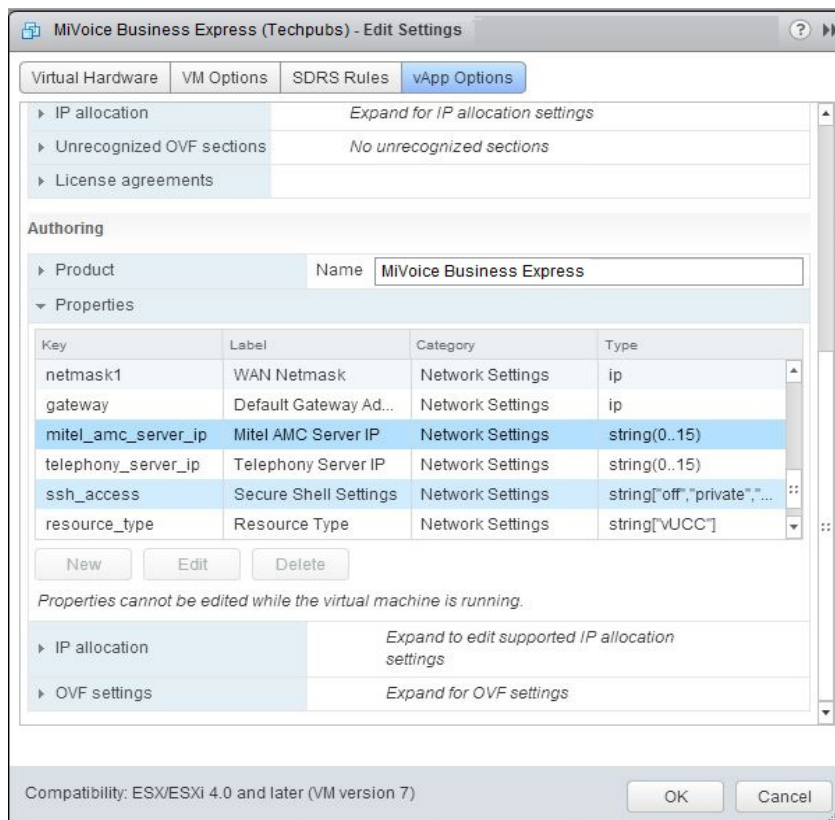 MiVoice Business Express (Techpubs) - Edit Settings ?
Virtual Hardware VM Options SDRS Rules vApp Options
IP allocation Expand for IP allocation settings
Unrecognized OVF sections No unrecognized sections
License agreements
Authoring
Product Name MiVoice Business Express
Properties
Key Label Category Type
netmask1 WAN Netmask Network Settings ip
gateway Default Gateway Ad... Network Settings ip
mitel_amc_server_ip Mitel AMC Server IP Network Settings string(0..15)
telephony_server_ip Telephony Server IP Network Settings string(0..15)
ssh_access Secure Shell Settings Network Settings string["off","private","...
resource_type Resource Type Network Settings string["vUCC"]
New Edit Delete
Properties cannot be edited while the virtual machine is running.
IP allocation Expand to edit supported IP allocation
settings
OVF settings Expand for OVF settings
Compatibility: ESX/ESXi 4.0 and later (VM version 7) OK Cancel